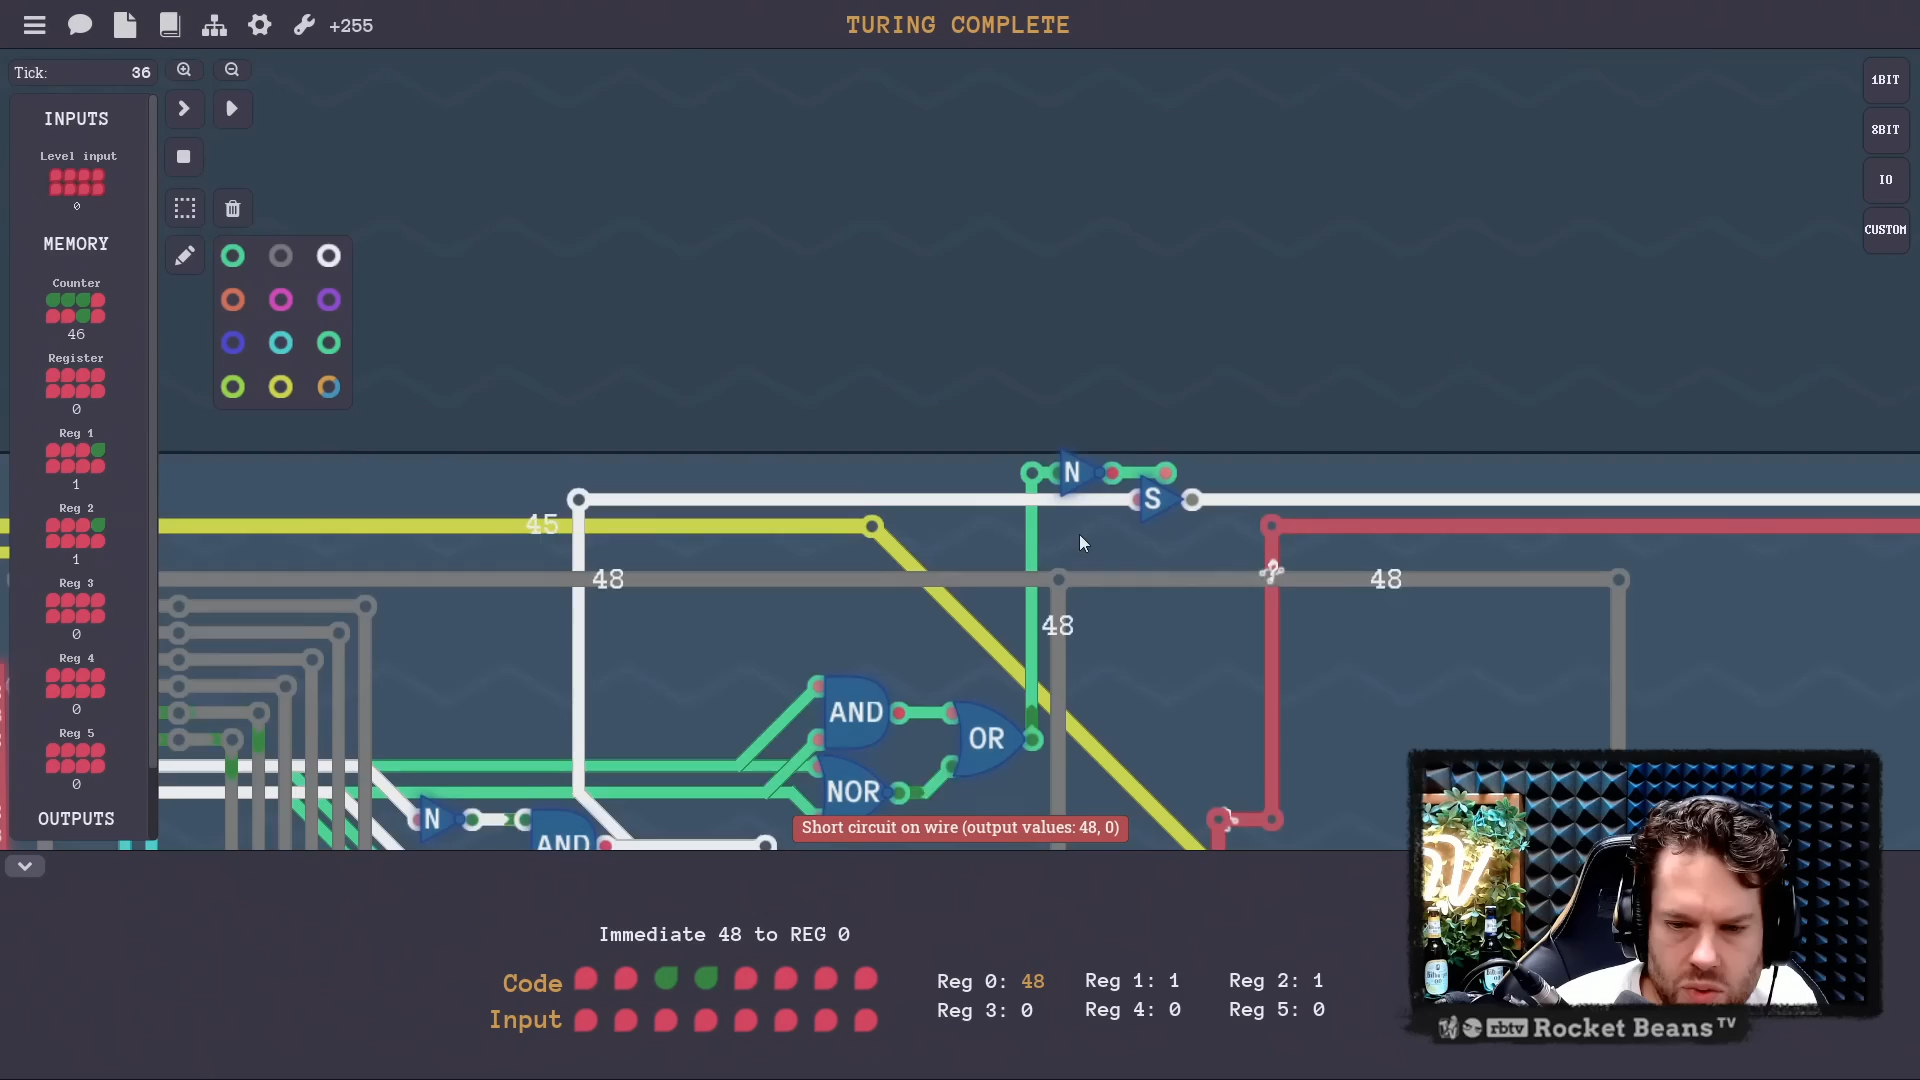 +255
TURING COMPLETE
Tick: 36
INPUTS
Level input
0
MEMORY
Counter
46
Register
0
Reg 1
1
Reg 2
1
Reg 3
0
Reg 4
0
Reg 5
0
OUTPUTS
1BIT
8BIT
IO
CUSTOM
N
S
45
48
48
48
AND
OR
NOR
N
AND
Short circuit on wire (output values: 48, 0)
Immediate 48 to REG 0
Code
Input
Reg 0: 48 Reg 1: 1 Reg 2: 1
Reg 3: 0 Reg 4: 0 Reg 5: 0
rbtv Rocket Beans TV